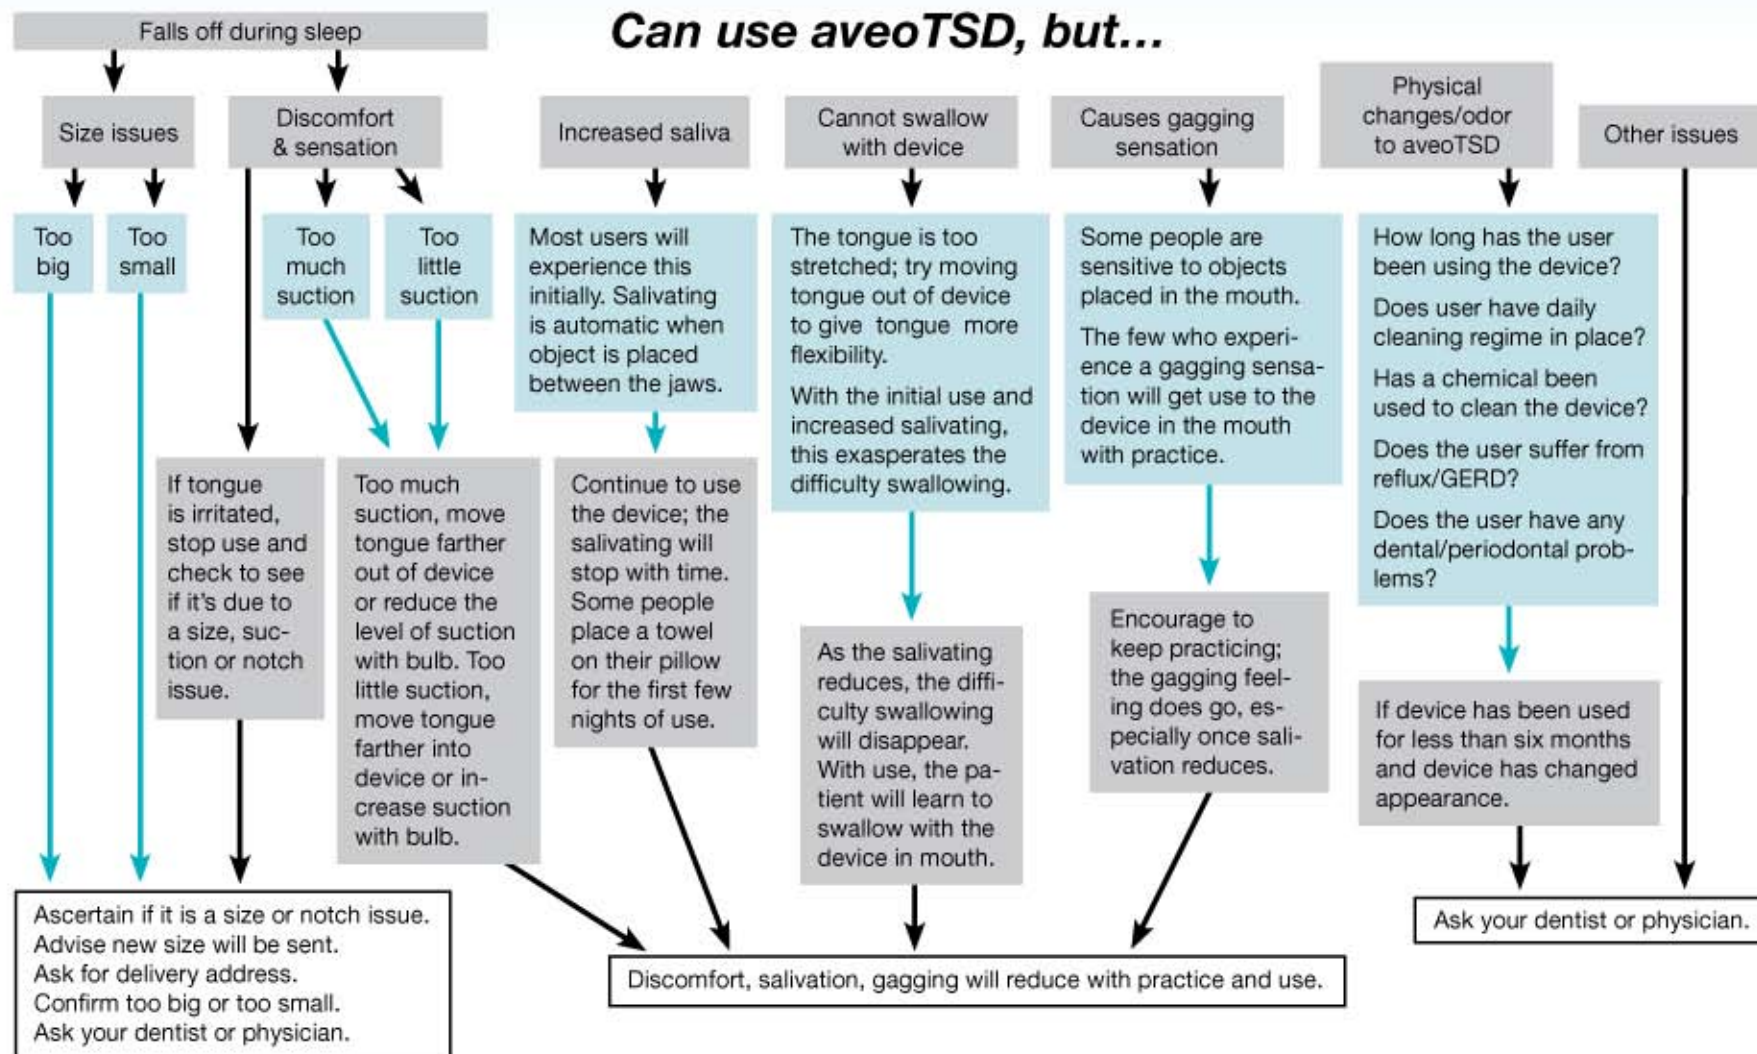 Can use aveoTSD, but...
Falls off during sleep
Size issues
Discomfort
& sensation
Increased saliva
Cannot swallow
with device
Causes gagging
sensation
Physical
changes/odor
to aveoTSD
Other issues
Too
big
Too
small
Too
much
suction
Too
little
suction
Most users will
experience this
initially. Salivating
is automatic when
object is placed
between the jaws.
The tongue is too
stretched; try moving
tongue out of device
to give tongue more
flexibility.
With the initial use and
increased salivating,
this exasperates the
difficulty swallowing.
Some people are
sensitive to objects
placed in the mouth.
The few who experi-
ence a gagging sensa-
tion will get use to the
device in the mouth
with practice.
How long has the user
been using the device?
Does user have daily
cleaning regime in place?
Has a chemical been
used to clean the device?
Does the user suffer from
reflux/GERD?
Does the user have any
dental/periodontal prob-
lems?
If tongue
is irritated,
stop use and
check to see
if it's due to
a size, suc-
tion or notch
issue.
Too much
suction, move
tongue farther
out of device
or reduce the
level of suction
with bulb. Too
little suction,
move tongue
farther into
device or in-
crease suction
with bulb.
Continue to use
the device; the
salivating will
stop with time.
Some people
place a towel
on their pillow
for the first few
nights of use.
As the salivating
reduces, the diffi-
culty swallowing
will disappear.
With use, the pa-
tient will learn to
swallow with the
device in mouth.
Encourage to
keep practicing;
the gagging feel-
ing does go, es-
pecially once sali-
vation reduces.
If device has been used
for less than six months
and device has changed
appearance.
Ascertain if it is a size or notch issue.
Advise new size will be sent.
Ask for delivery address.
Confirm too big or too small.
Ask your dentist or physician.
Discomfort, salivation, gagging will reduce with practice and use.
Ask your dentist or physician.